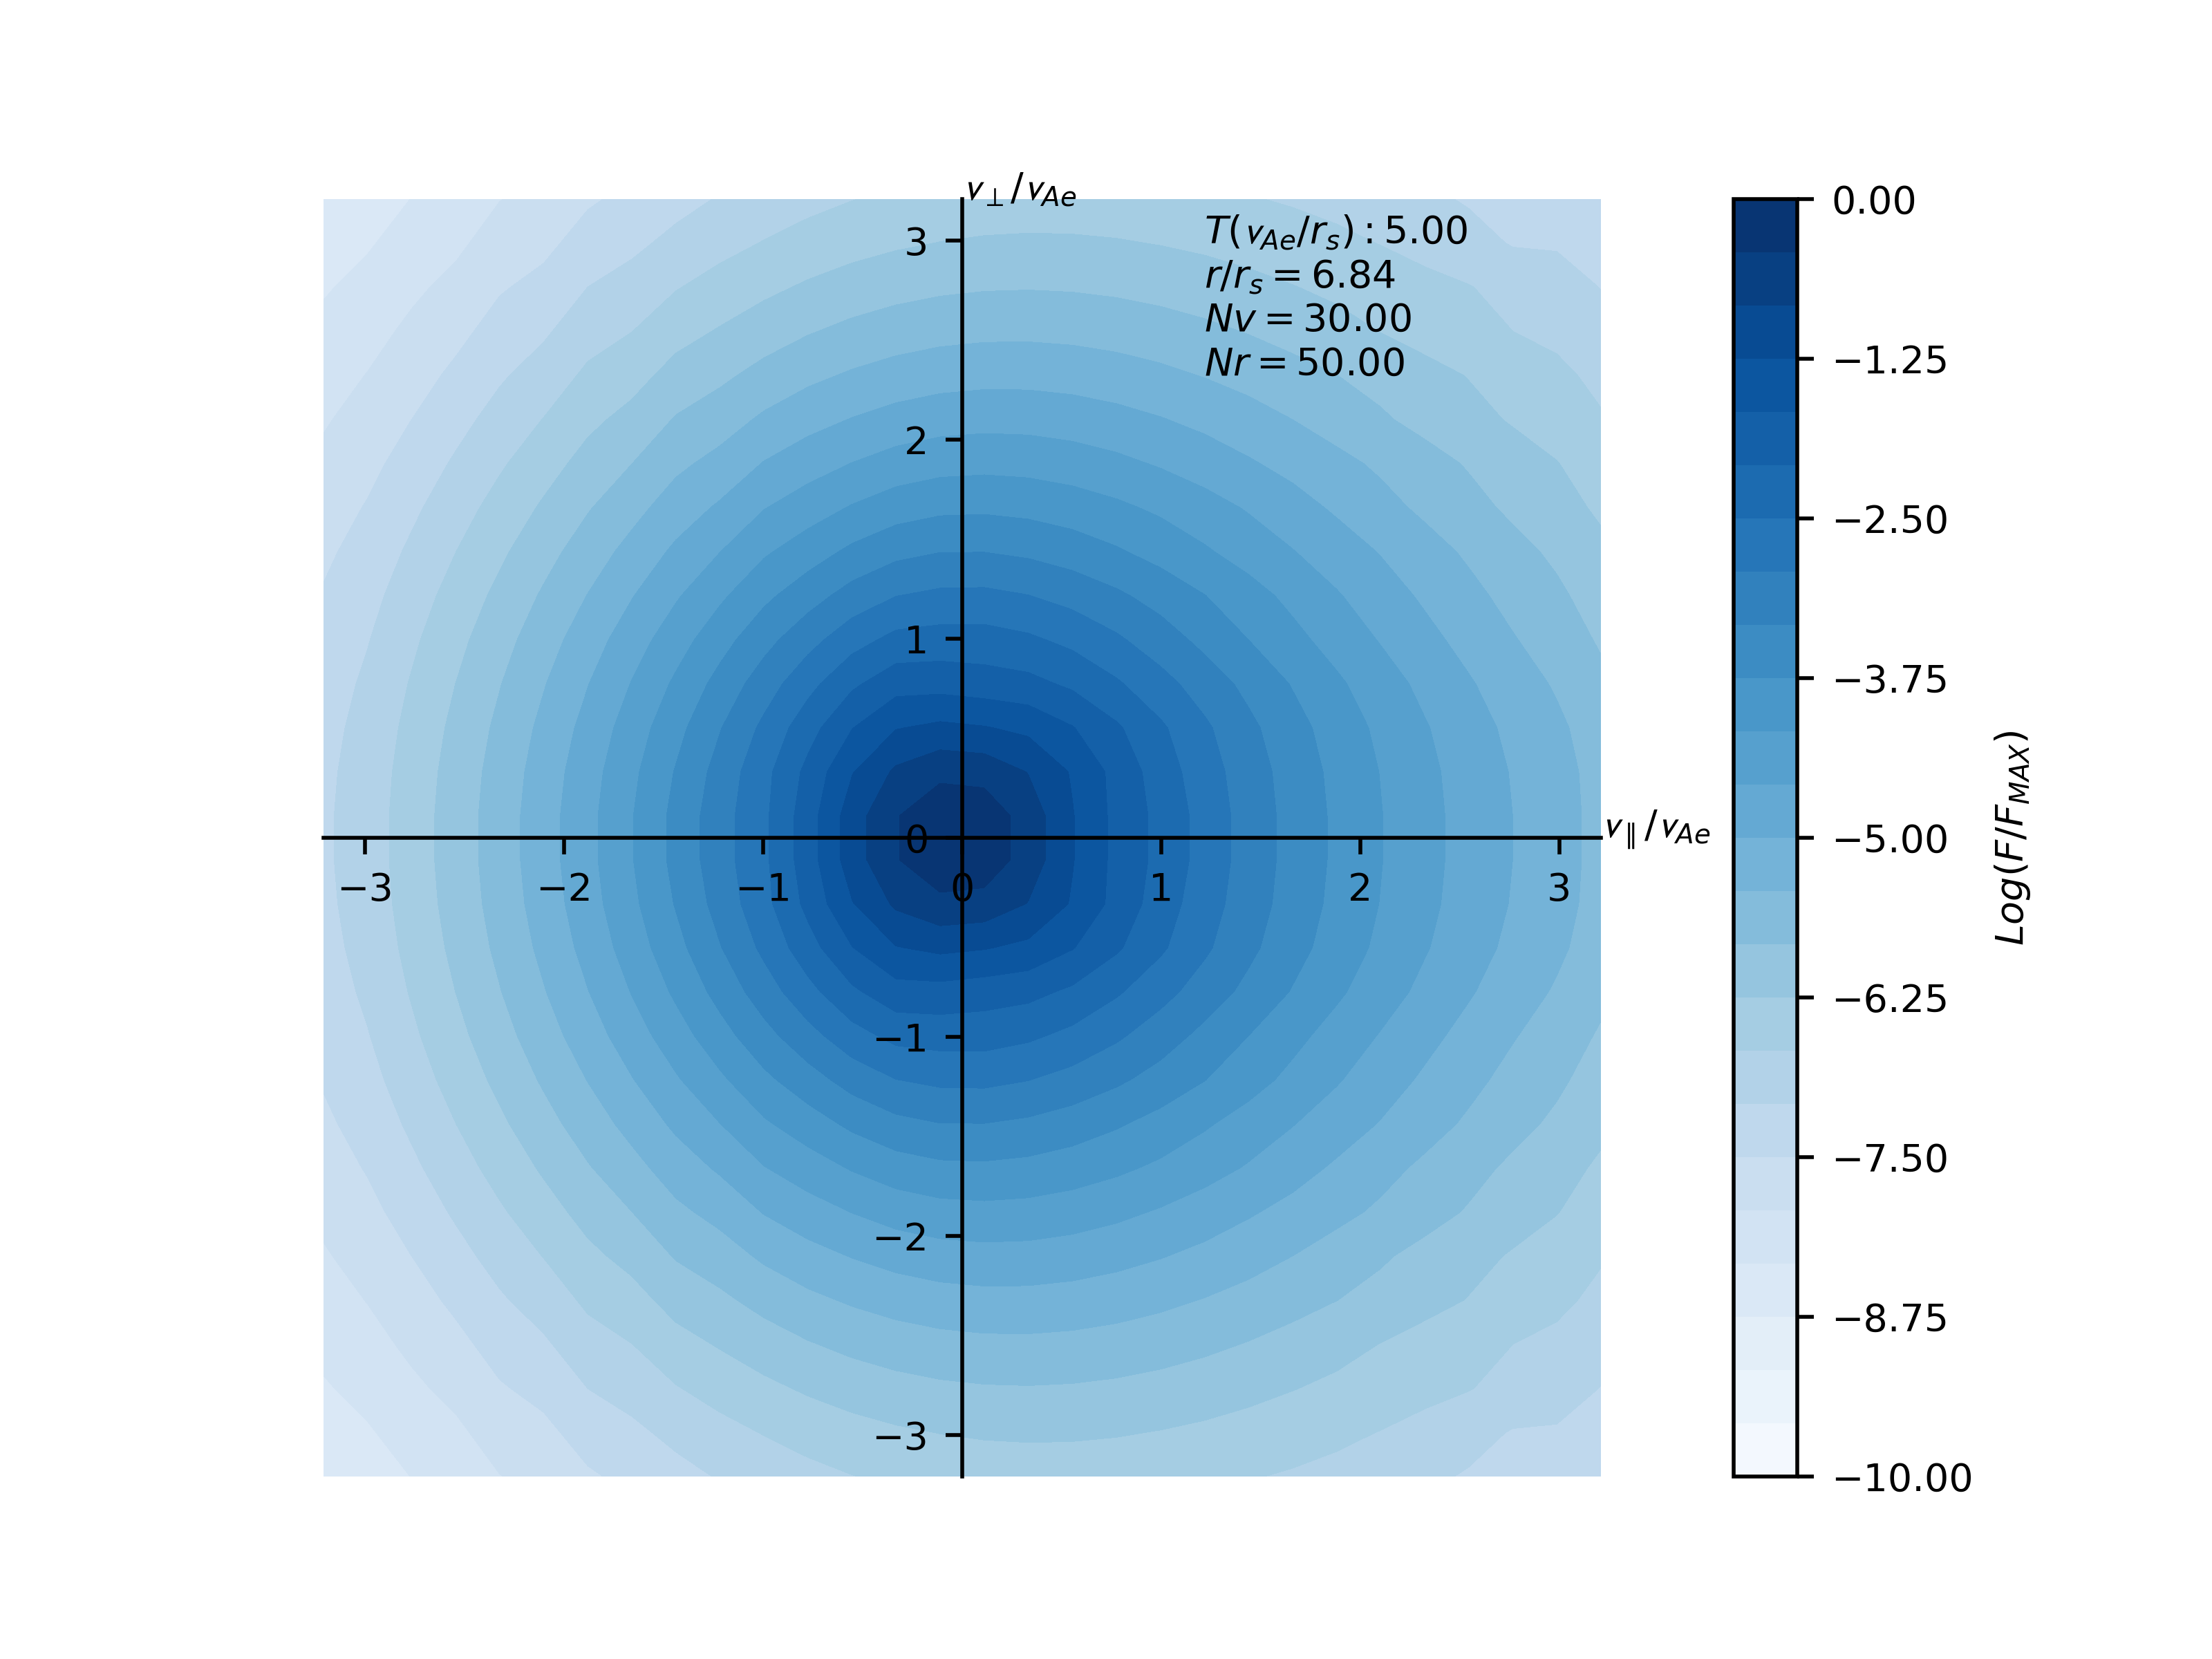 v⊥/vAe
T(vAe/rs) : 5.00
r/rs = 6.84
Nv = 30.00
Nr = 50.00
3
2
1
0
−1
−2
−3
−3 −2 −1 0 1 2 3
v∥/vAe
0.00
−1.25
−2.50
−3.75
−5.00
−6.25
−7.50
−8.75
−10.00
Log(F/FMAX)